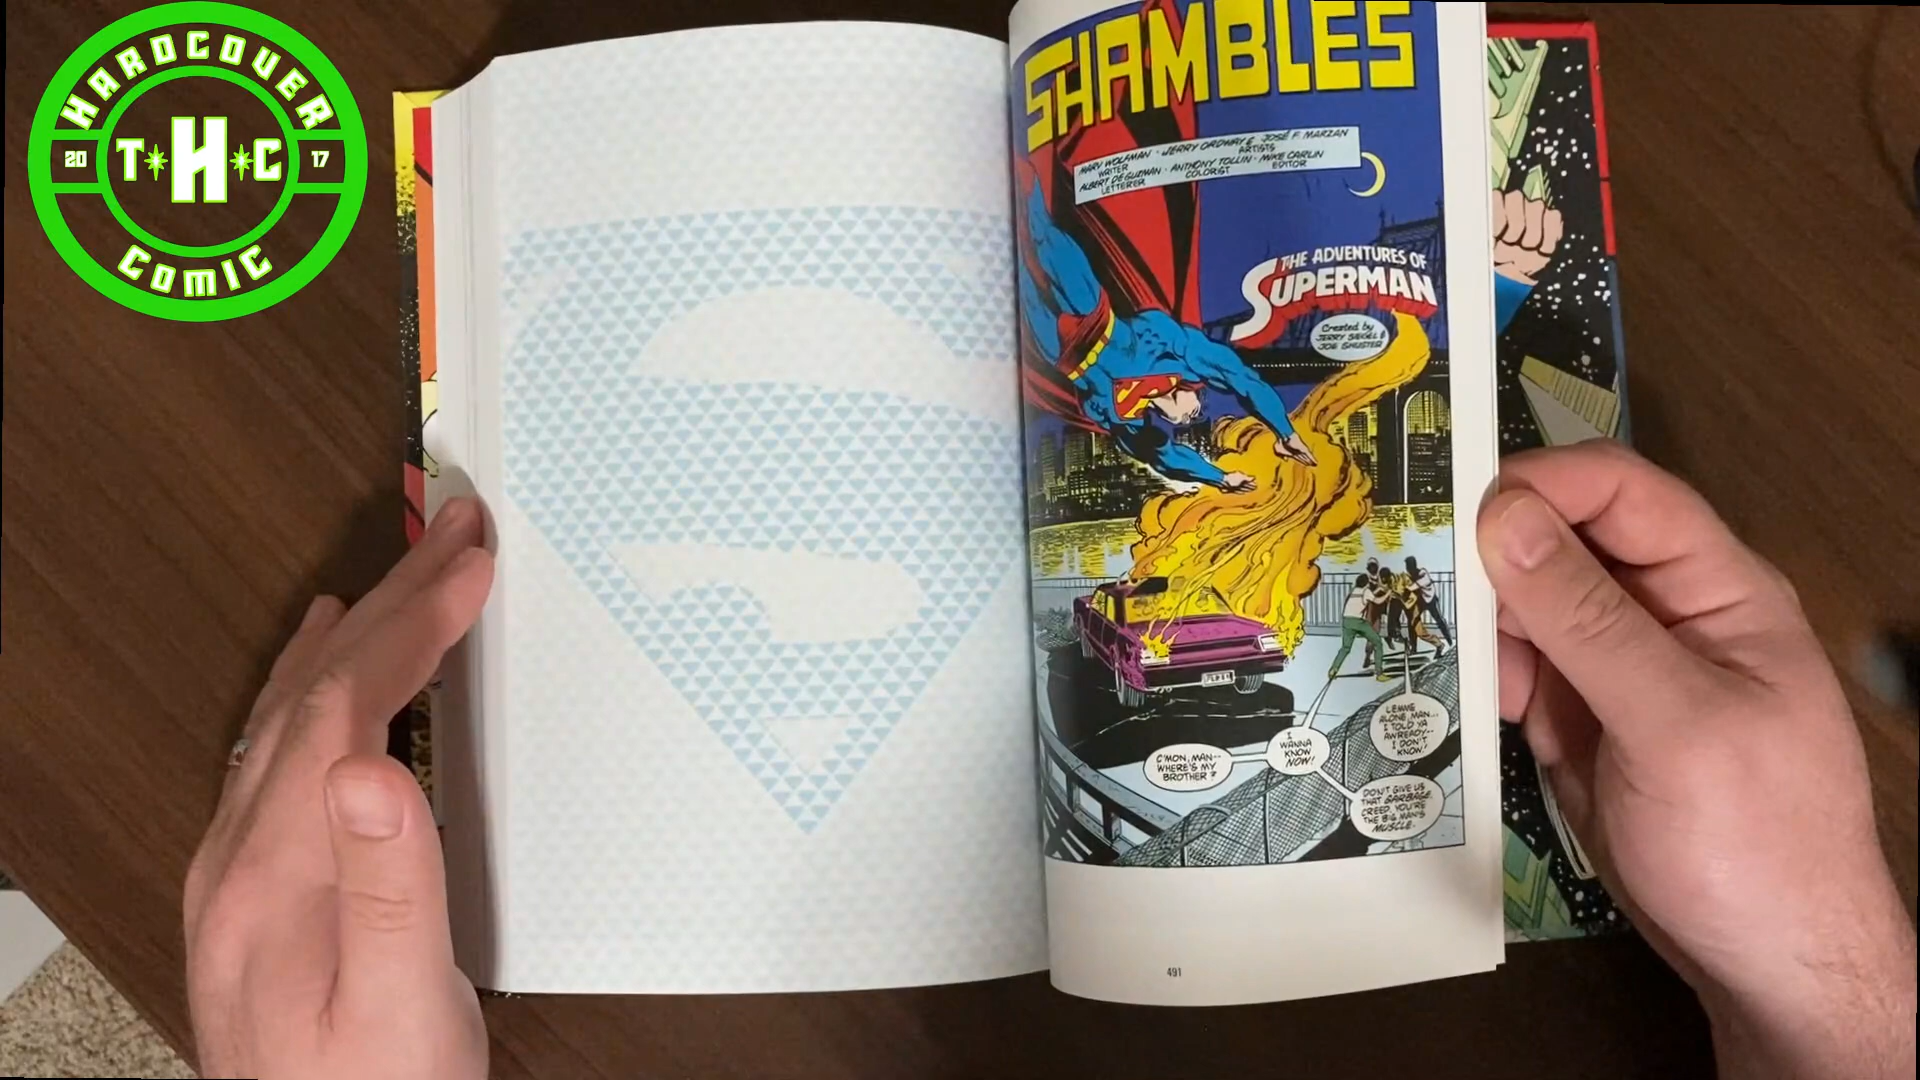 HARDCOVER
20 T*H*C 17
COMIC
SHAMBLES
MARV WOLFMAN · JERRY ORDWAY & JOSÉ F. MARZAN
WRITER ARTISTS
ALBERT DE GUZMAN · ANTHONY TOLLIN · MIKE CARLIN
LETTERER COLORIST EDITOR
THE ADVENTURES OF
SUPERMAN
Created by
JERRY SIEGEL &
JOE SHUSTER
C'MON, MAN--
WHERE'S MY
BROTHER?
I
WANNA
KNOW
NOW!
LEMME
ALONE, MAN...
I TOLD YA
AWREADY--
I DON'T
KNOW!
DON'T GIVE US
THAT GARBAGE,
CREED. YOU'RE
THE BIG MAN'S
MUSCLE.
491